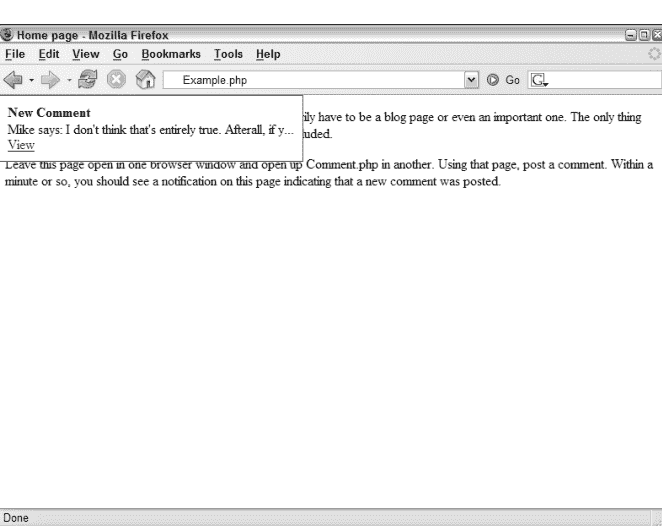 Home page - Mozilla Firefox
File Edit View Go Bookmarks Tools Help
Example.php Go G
New Comment
Mike says: I don't think that's entirely true. Afterall, if y...
View
ily have to be a blog page or even an important one. The only thing
uded.
Leave this page open in one browser window and open up Comment.php in another. Using that page, post a comment. Within a
minute or so, you should see a notification on this page indicating that a new comment was posted.
Done